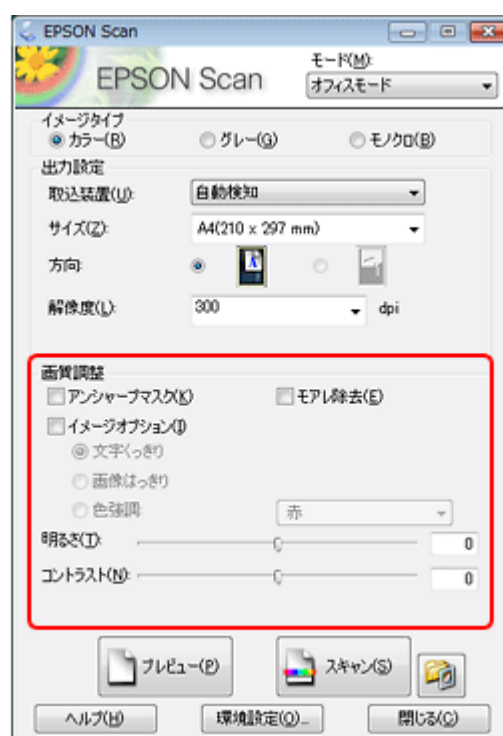 EPSON Scan
EPSON Scan
モード(M):
オフィスモード
イメージタイプ
カラー(R) グレー(G) モノクロ(B)
出力設定
取込装置(U): 自動検知
サイズ(Z): A4(210 x 297 mm)
方向:
解像度(L): 300 dpi
画質調整
アンシャープマスク(K) モアレ除去(E)
イメージオプション(I)
文字くっきり
画像はっきり
色強調: 赤
明るさ(T): 0
コントラスト(N): 0
プレビュー(P) スキャン(S)
ヘルプ(H) 環境設定(O)... 閉じる(C)